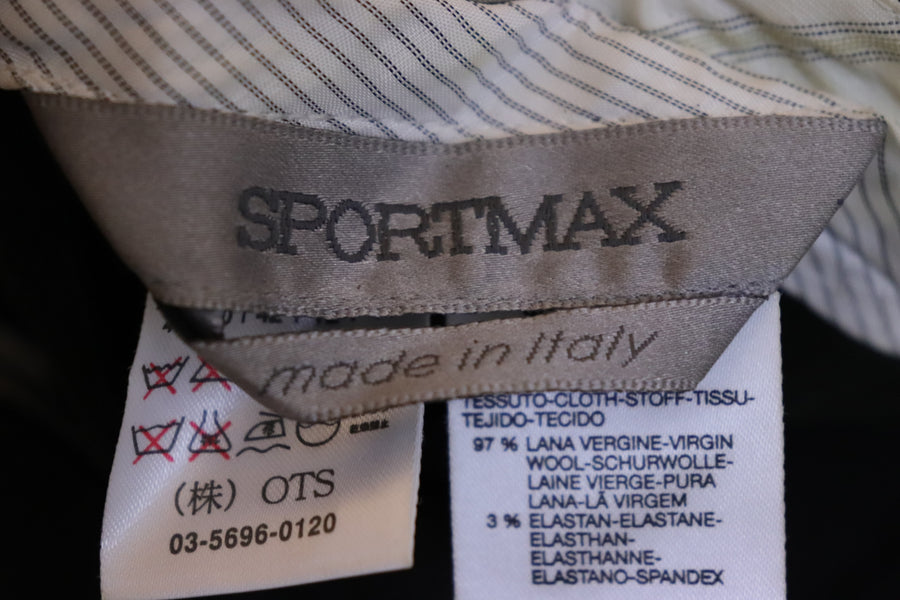 SPORTMAX
made in Italy
(株) OTS
03-5696-0120
TESSUTO-CLOTH-STOFF-TISSU-
TEJIDO-TECIDO
97 % LANA VERGINE-VIRGIN
WOOL-SCHURWOLLE-
LAINE VIERGE-PURA
LANA-LÃ VIRGEM
3 % ELASTAN-ELASTANE-
ELASTHAN-
ELASTHANNE-
ELASTANO-SPANDEX